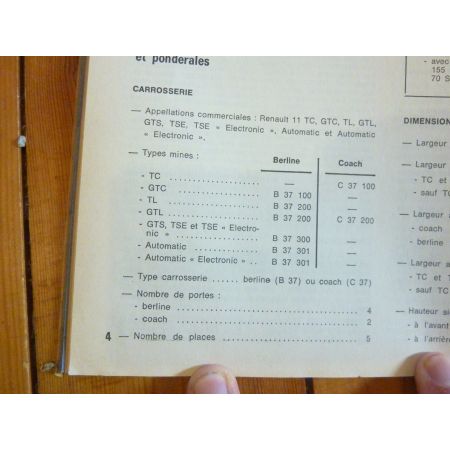 et pondérales
CARROSSERIE
— Appellations commerciales : Renault 11 TC, GTC, TL, GTL,
GTS, TSE, TSE « Electronic », Automatic et Automatic
« Electronic ».
— Types mines :
Berline Coach
- TC .................... — C 37 100
- GTC .................... B 37 100 —
- TL .................... B 37 200 —
- GTL .................... B 37 200 C 37 200
- GTS, TSE et TSE « Electro-
nic » .................... B 37 300 —
- Automatic .............. B 37 301 —
- Automatic « Electronic » .. B 37 301 —
— Type carrosserie ...... berline (B 37) ou coach (C 37)
— Nombre de portes :
- berline .................... 4
- coach .................... 2
4 — Nombre de places .................... 5
- avec
155
70 S
DIMENSION
— Largeur
— Largeur
- TC et
- sauf TC
— Largeur
- coach
- berline
— Largeur
- TC et
- sauf TC
— Hauteur
- à l'avant
- à l'arrièr